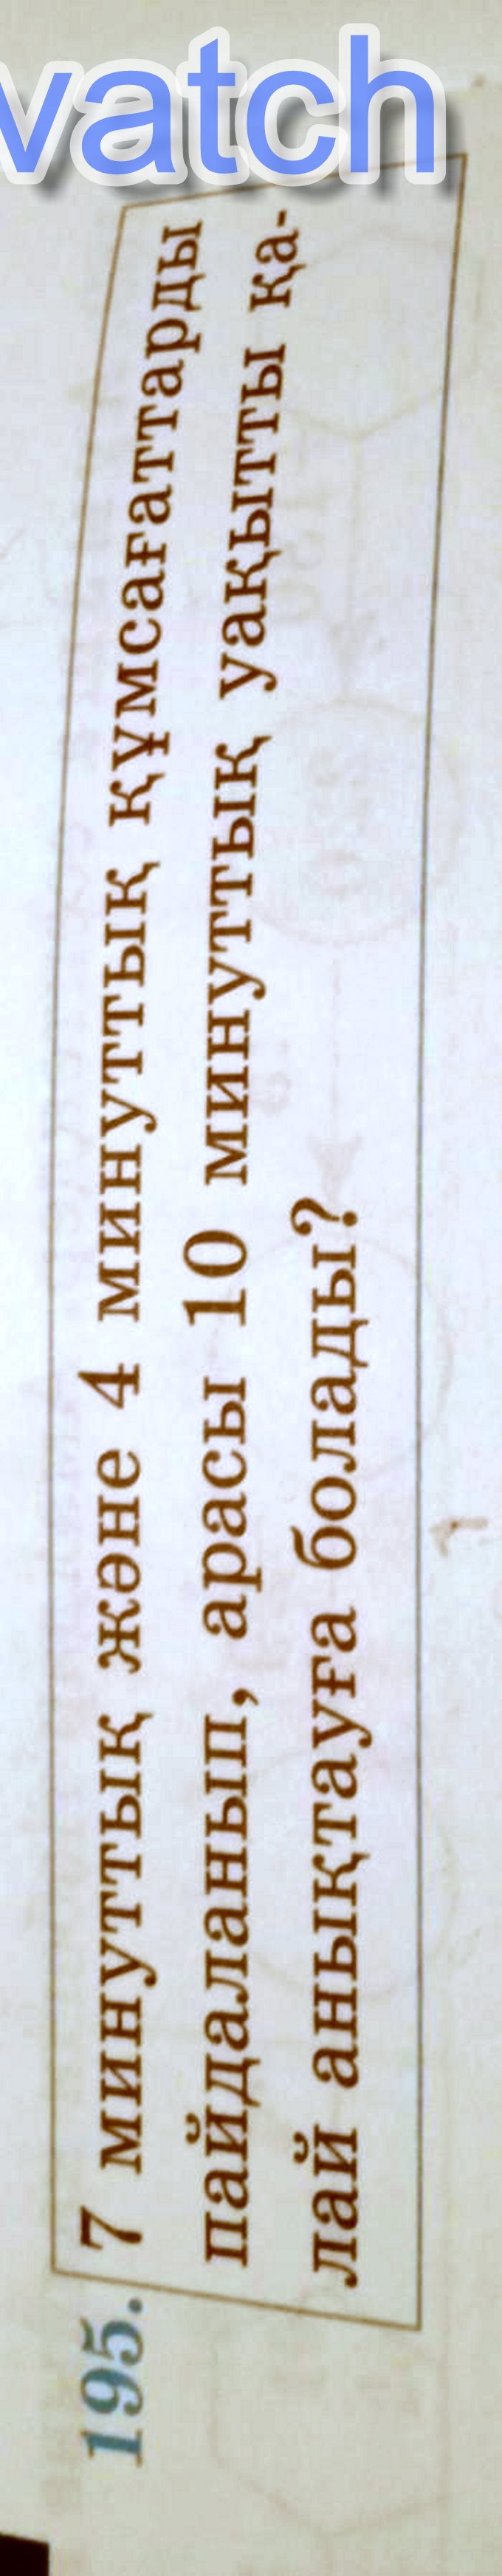 vatch
195. 7 минуттық және 4 минуттық құмсағаттарды
пайдаланып, арасы 10 минуттық уақытты қа-
лай анықтауға болады?